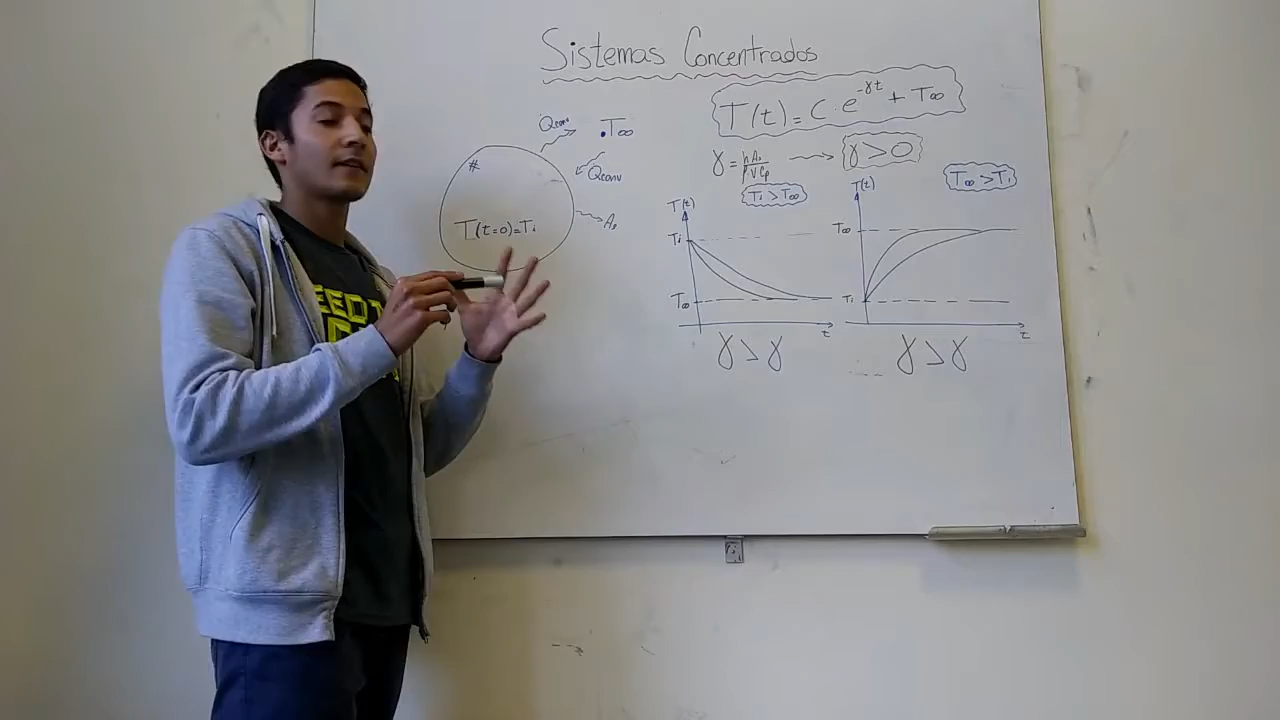 Sistemas Concentrados
T(t) = C e^-γt + T∞
γ = hAs/ρVCp → γ > 0
Qconv
.T∞
Qconv
#
T(t=0)=Ti
As
Ti > T∞
T(t)
Ti
T∞
t
γ > γ
T∞ > Ti
T(t)
T∞
Ti
t
γ > γ